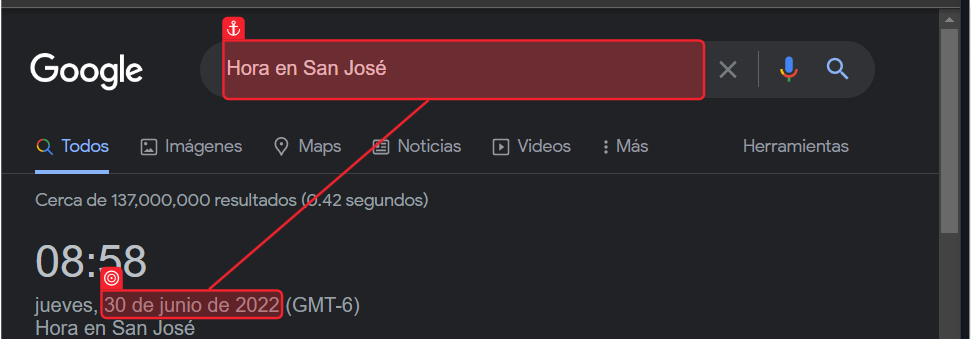 Google
Hora en San José
Todos Imágenes Maps Noticias Videos Más Herramientas
Cerca de 137,000,000 resultados (0.42 segundos)
08:58
jueves, 30 de junio de 2022 (GMT-6)
Hora en San José